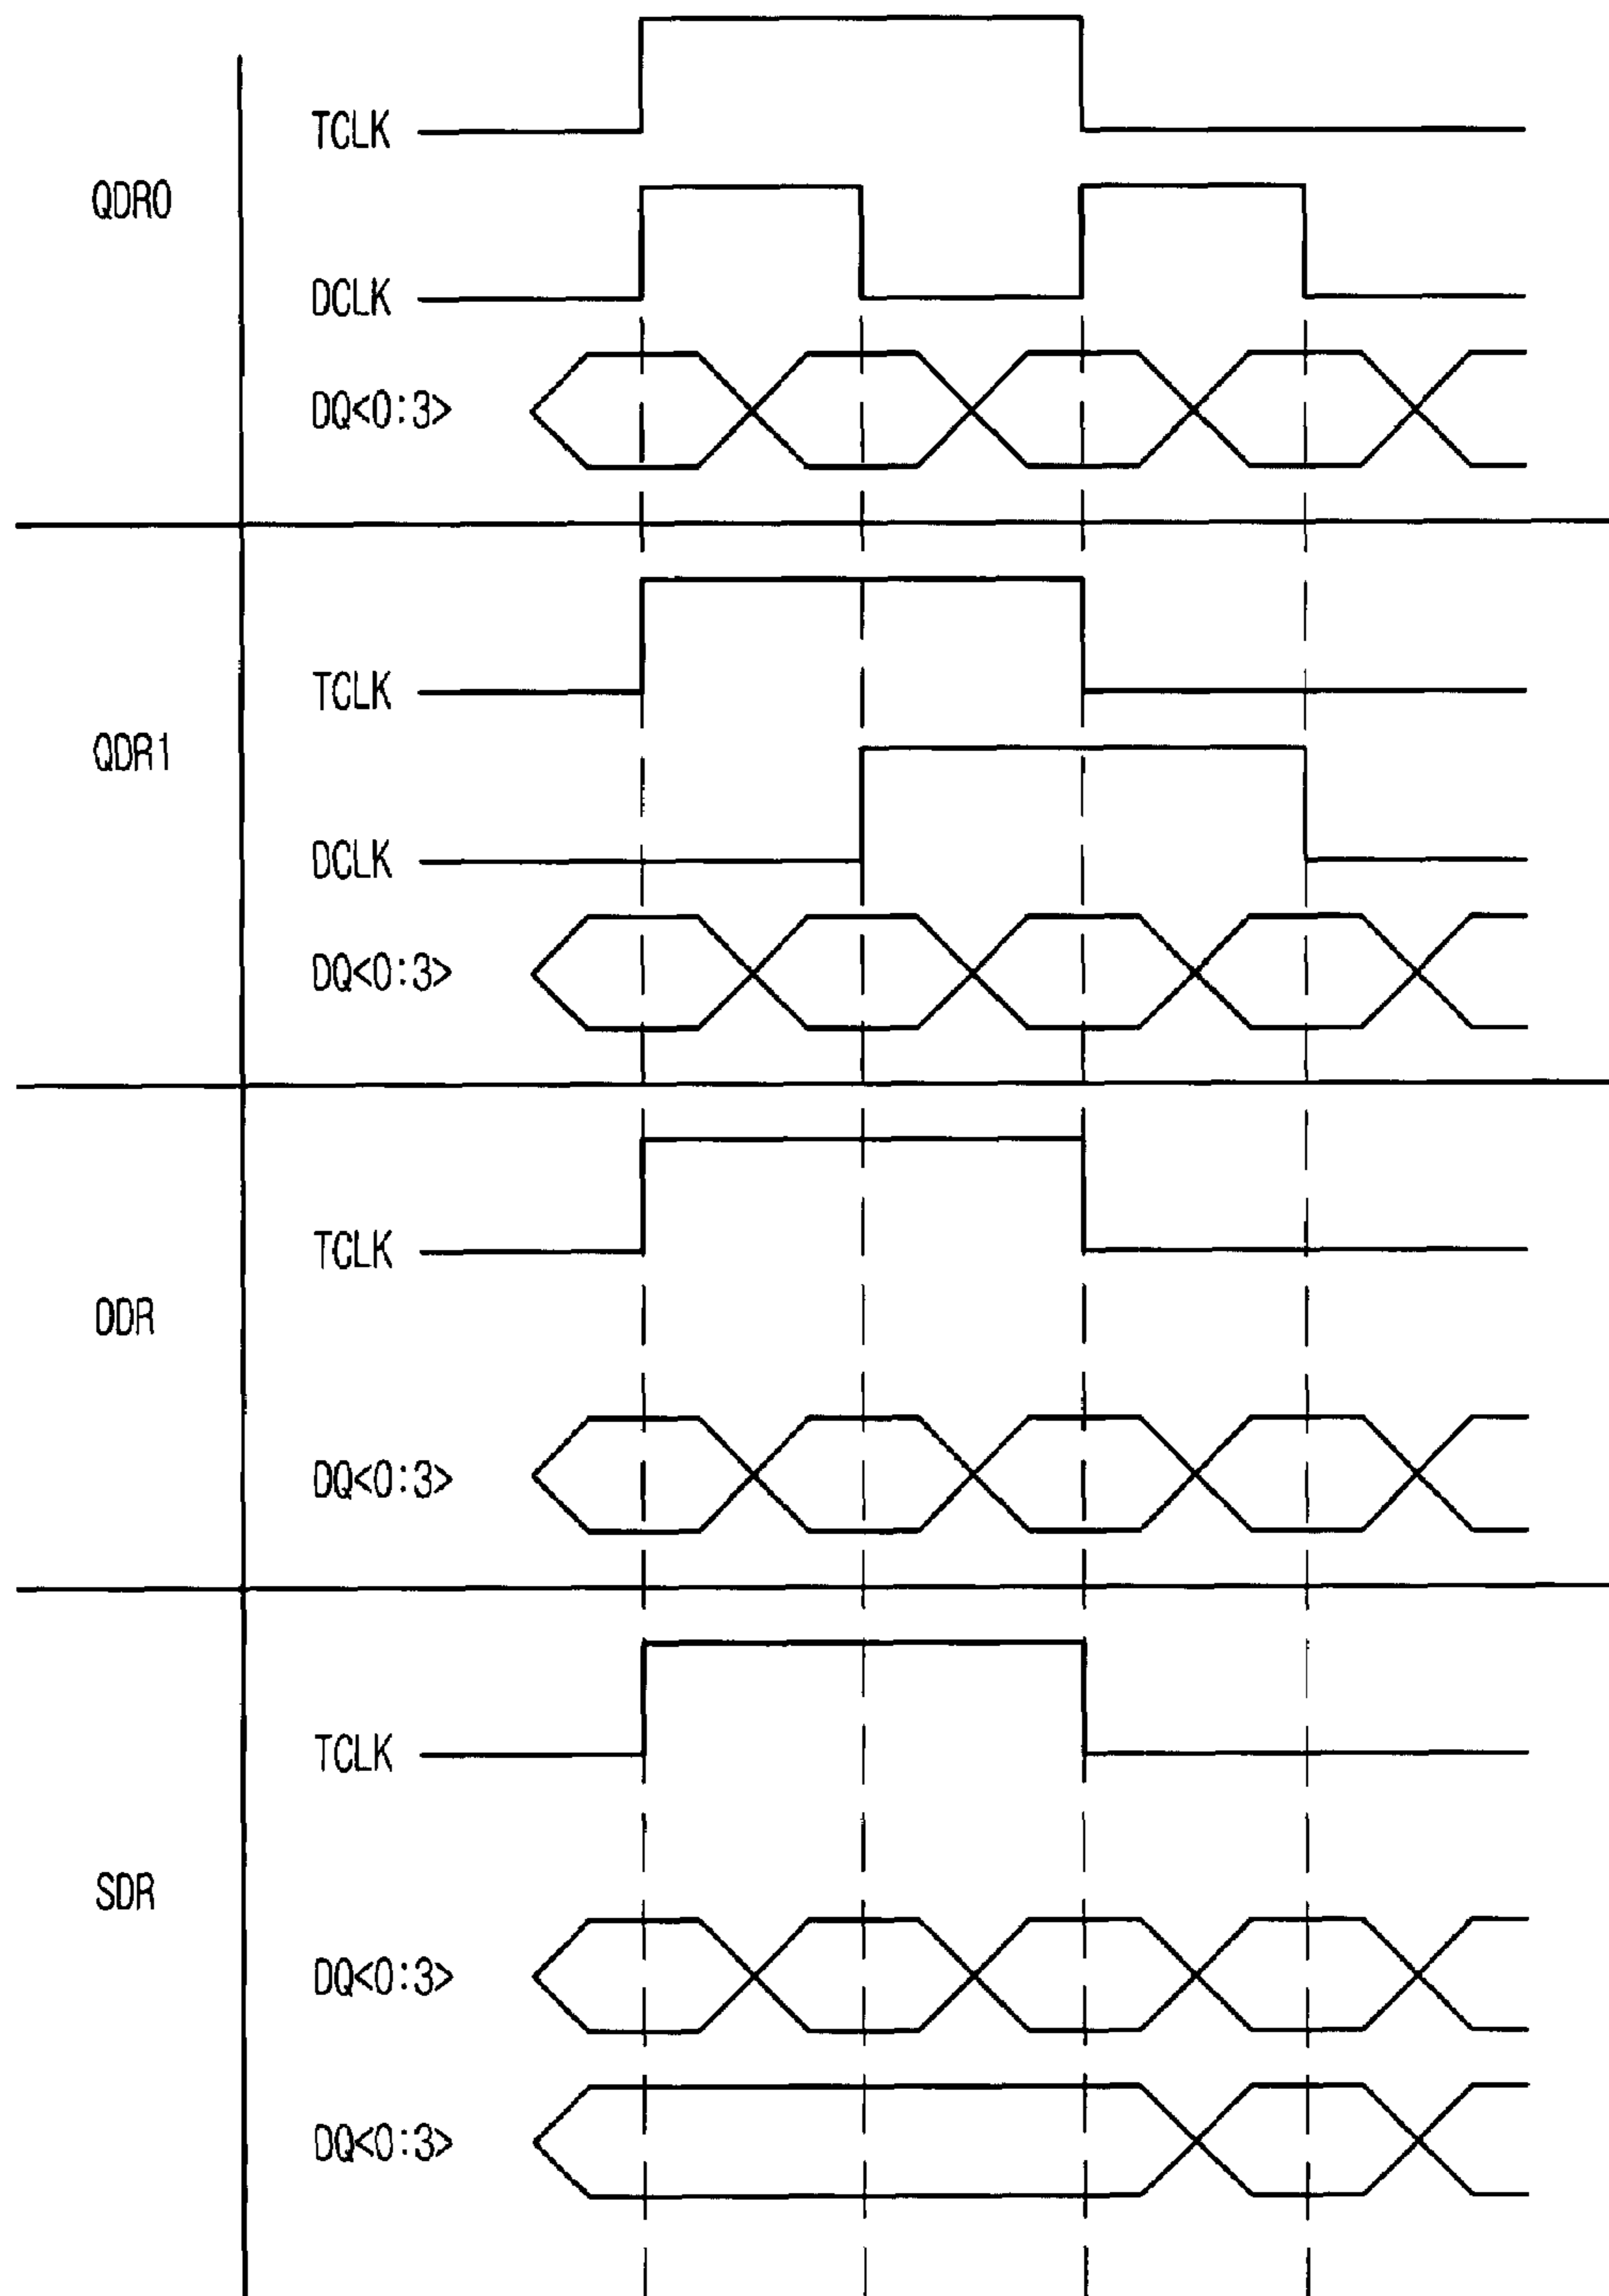 TCLK
QDR0
DCLK
DQ<0:3>
TCLK
QDR1
DCLK
DQ<0:3>
TCLK
DDR
DQ<0:3>
TCLK
SDR
DQ<0:3>
DQ<0:3>